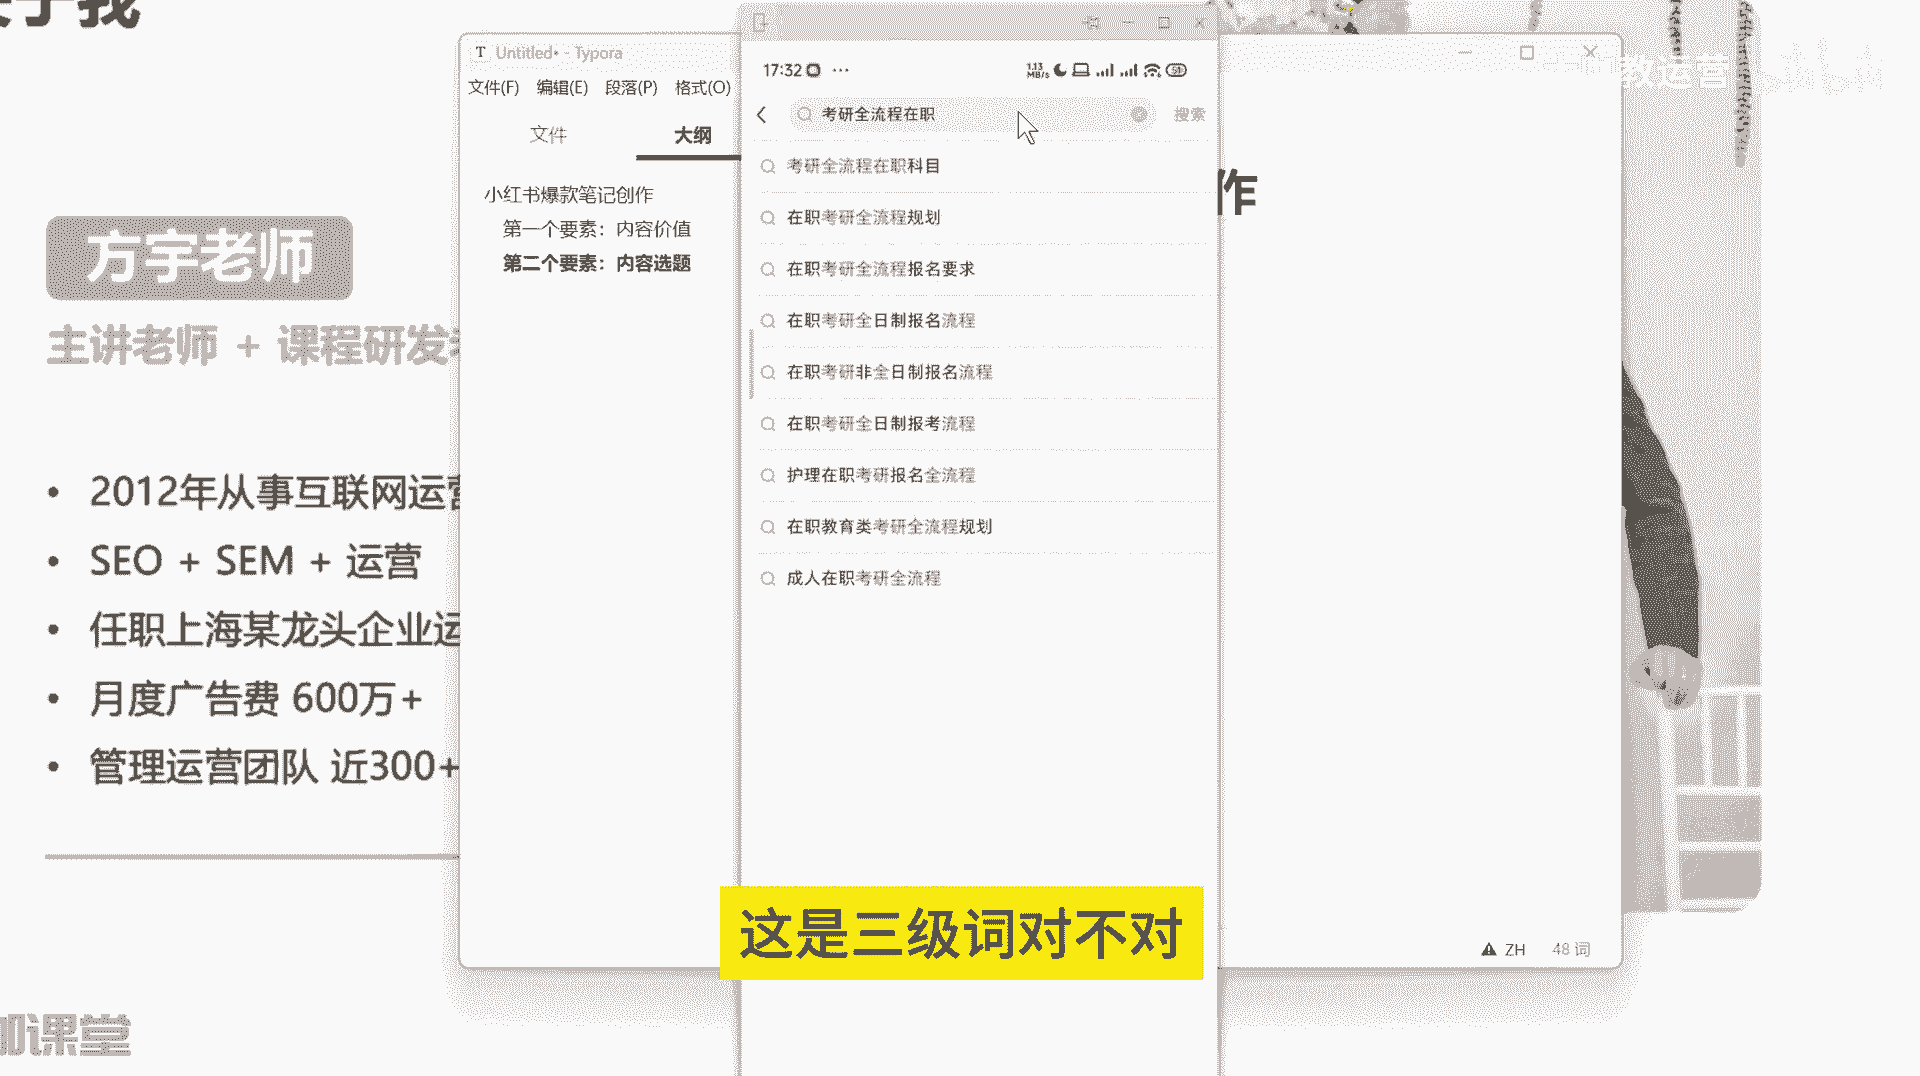 方宇老师
主讲老师 + 课程研发
2012年从事互联网运营
SEO + SEM + 运营
任职上海某龙头企业运
月度广告费 600万+
管理运营团队 近300+
课堂
T Untitled• - Typora
文件(F) 编辑(E) 段落(P) 格式(O)
文件 大纲
小红书爆款笔记创作
第一个要素：内容价值
第二个要素：内容选题
17:32 ···
1.13 MB/s 51
考研全流程在职 搜索
考研全流程在职科目
在职考研全流程规划
在职考研全流程报名要求
在职考研全日制报名流程
在职考研非全日制报名流程
在职考研全日制报考流程
护理在职考研报名全流程
在职教育类考研全流程规划
成人在职考研全流程
作
教运营
ZH 48 词
这是三级词对不对